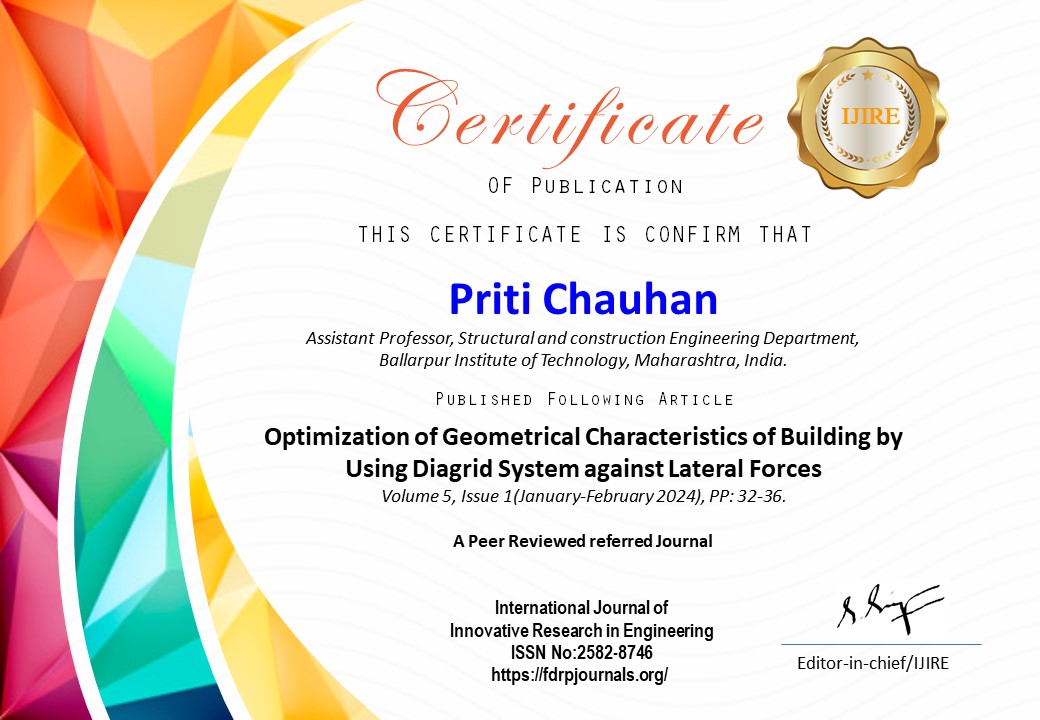 Certificate
IJIRE
OF PUBLICATION
THIS CERTIFICATE IS CONFIRM THAT
Priti Chauhan
Assistant Professor, Structural and construction Engineering Department,
Ballarpur Institute of Technology, Maharashtra, India.
PUBLISHED FOLLOWING ARTICLE
Optimization of Geometrical Characteristics of Building by
Using Diagrid System against Lateral Forces
Volume 5, Issue 1(January-February 2024), PP: 32-36.
A Peer Reviewed referred Journal
International Journal of
Innovative Research in Engineering
ISSN No:2582-8746
https://fdrpjournals.org/
Editor-in-chief/IJIRE